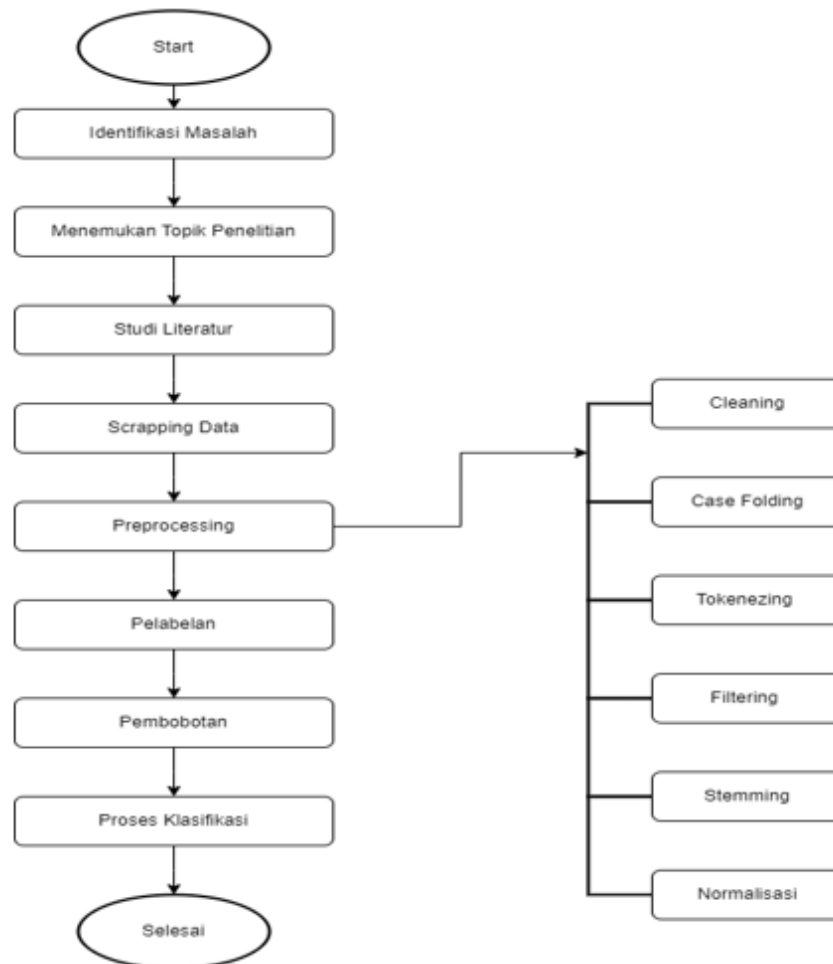 Start
Identifikasi Masalah
Menemukan Topik Penelitian
Studi Literatur
Scrapping Data
Preprocessing
Pelabelan
Pembobotan
Proses Klasifikasi
Selesai
Cleaning
Case Folding
Tokenezing
Filtering
Stemming
Normalisasi